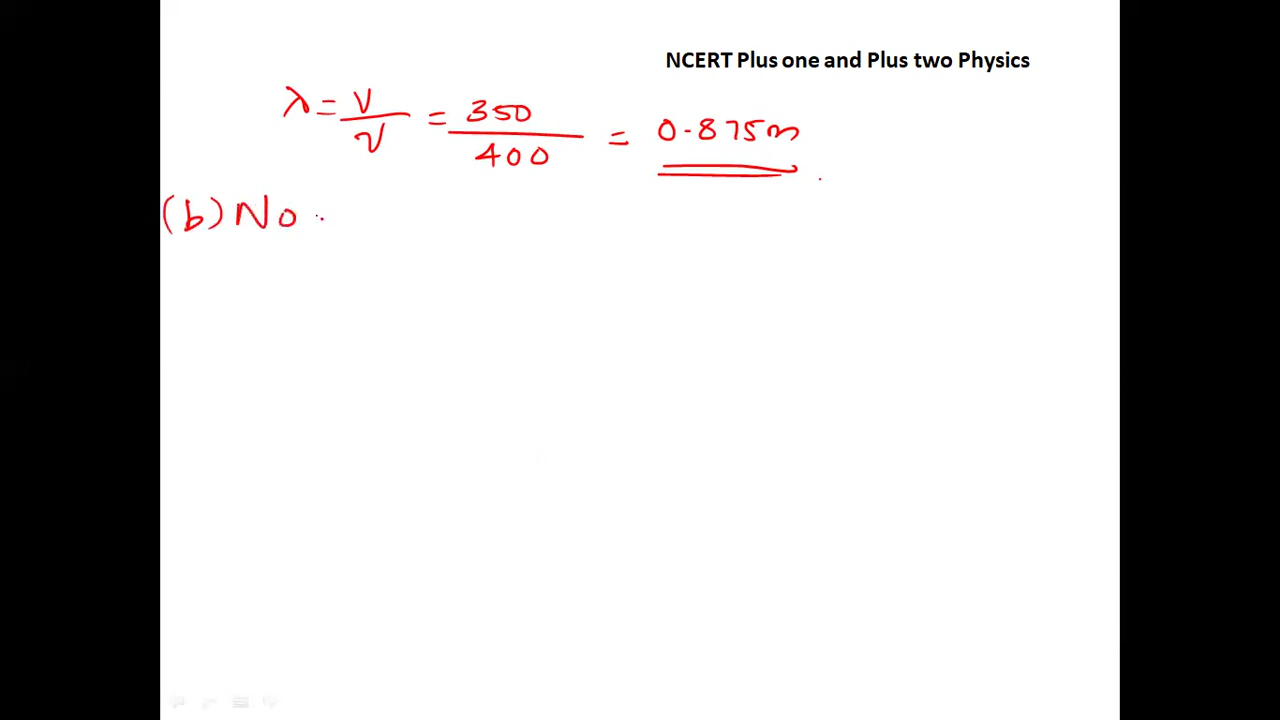 NCERT Plus one and Plus two Physics
λ = V/ν = 350/400 = 0.875m
(b) No.